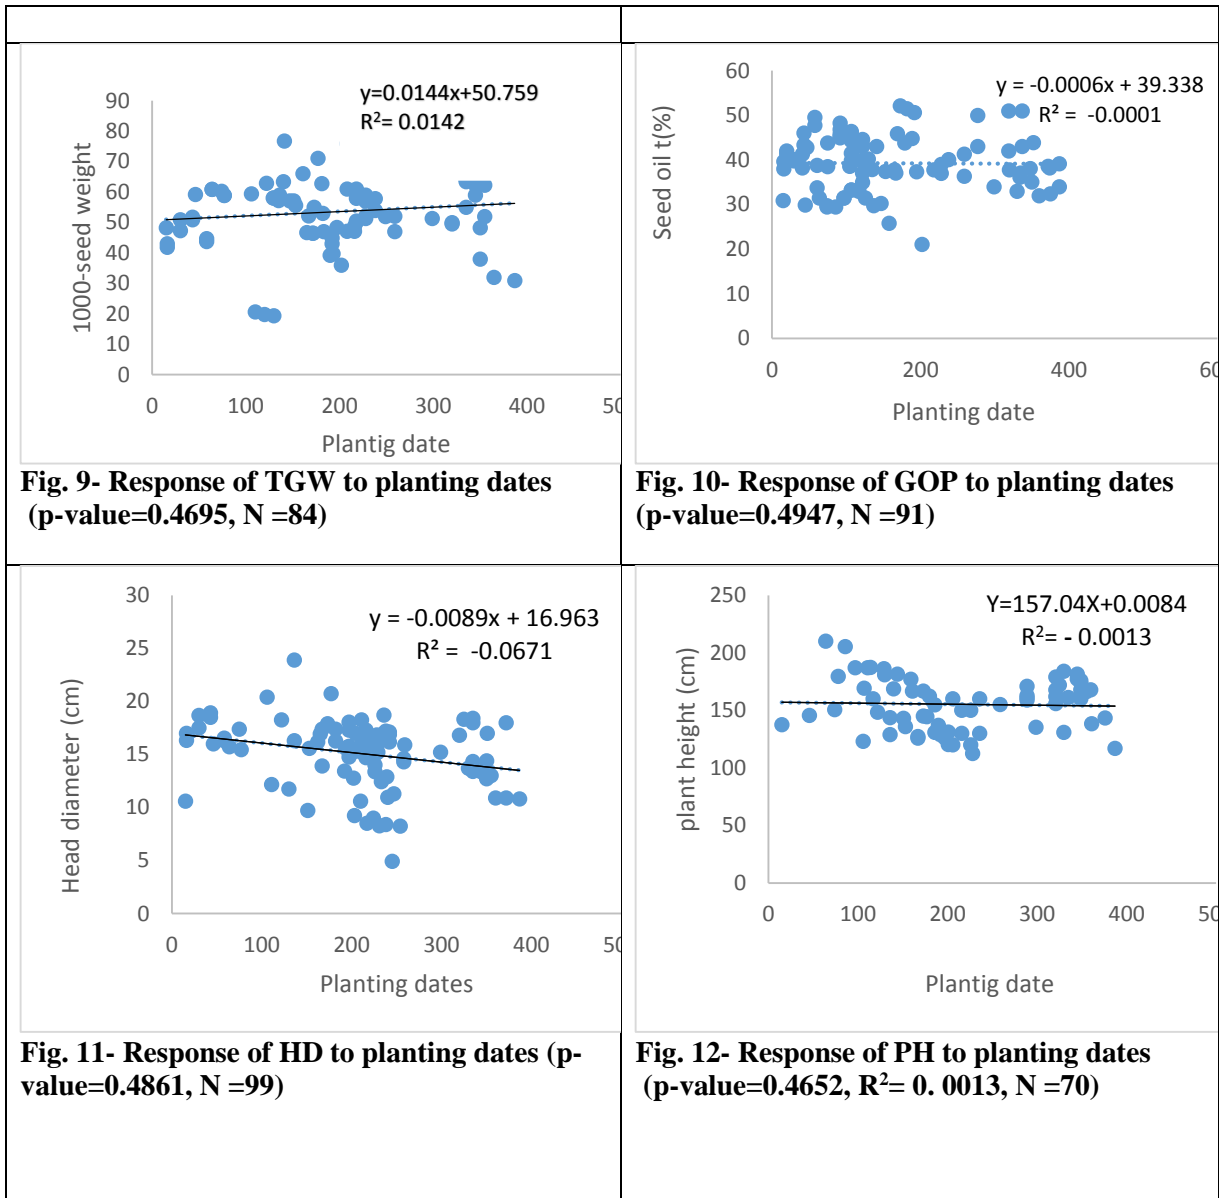 y=0.0144x+50.759
R²= 0.0142
90
80
70
60
50
40
30
20
10
0
1000-seed weight
0 100 200 300 400 50
Plantig date
Fig. 9- Response of TGW to planting dates
(p-value=0.4695, N =84)
y = -0.0006x + 39.338
R² = -0.0001
60
50
40
30
20
10
0
Seed oil t(%)
0 200 400 60
Planting date
Fig. 10- Response of GOP to planting dates
(p-value=0.4947, N =91)
y = -0.0089x + 16.963
R² = -0.0671
30
25
20
15
10
5
0
Head diameter (cm)
0 100 200 300 400 50
Planting dates
Fig. 11- Response of HD to planting dates (p-
value=0.4861, N =99)
Y=157.04X+0.0084
R²= - 0.0013
250
200
150
100
50
0
plant height (cm)
0 100 200 300 400 50
Plantig date
Fig. 12- Response of PH to planting dates
(p-value=0.4652, R²= 0. 0013, N =70)